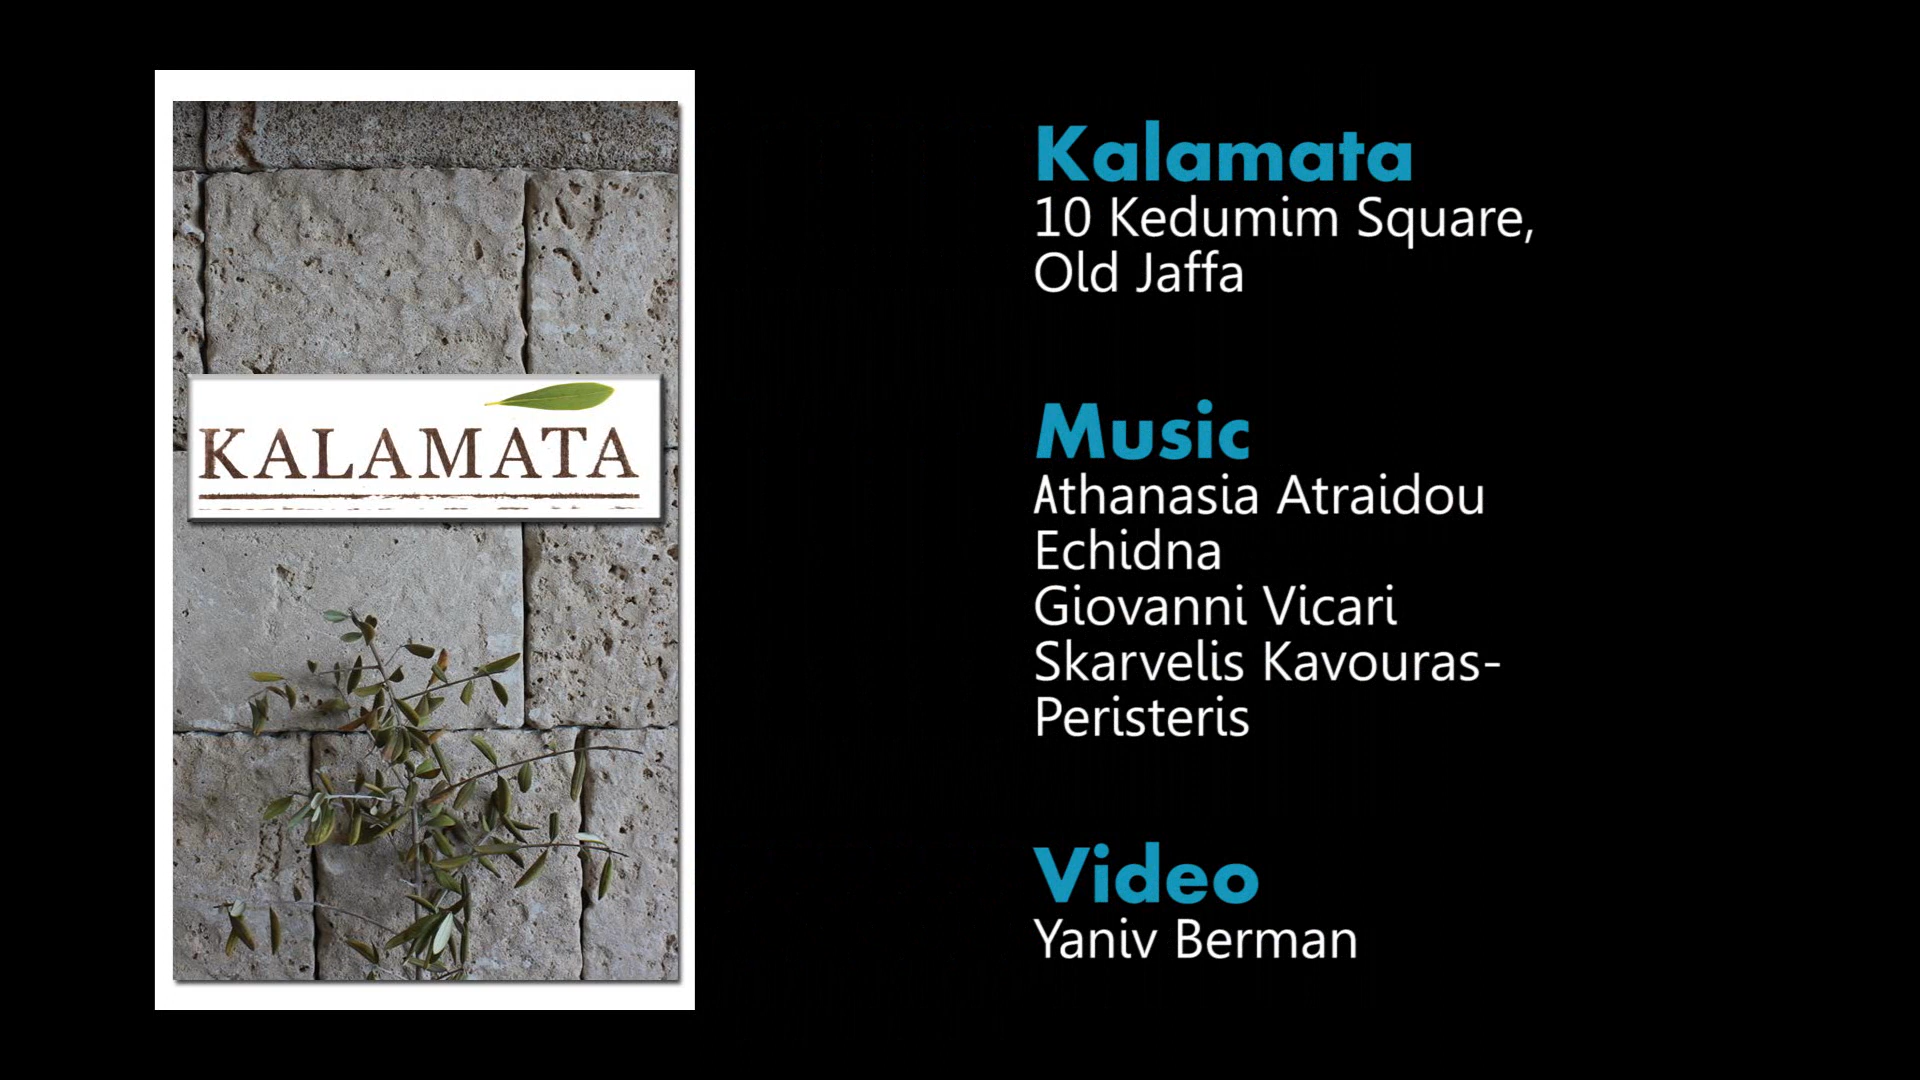 KALAMATA
Kalamata
10 Kedumim Square,
Old Jaffa
Music
Athanasia Atraidou
Echidna
Giovanni Vicari
Skarvelis Kavouras-
Peristeris
Video
Yaniv Berman